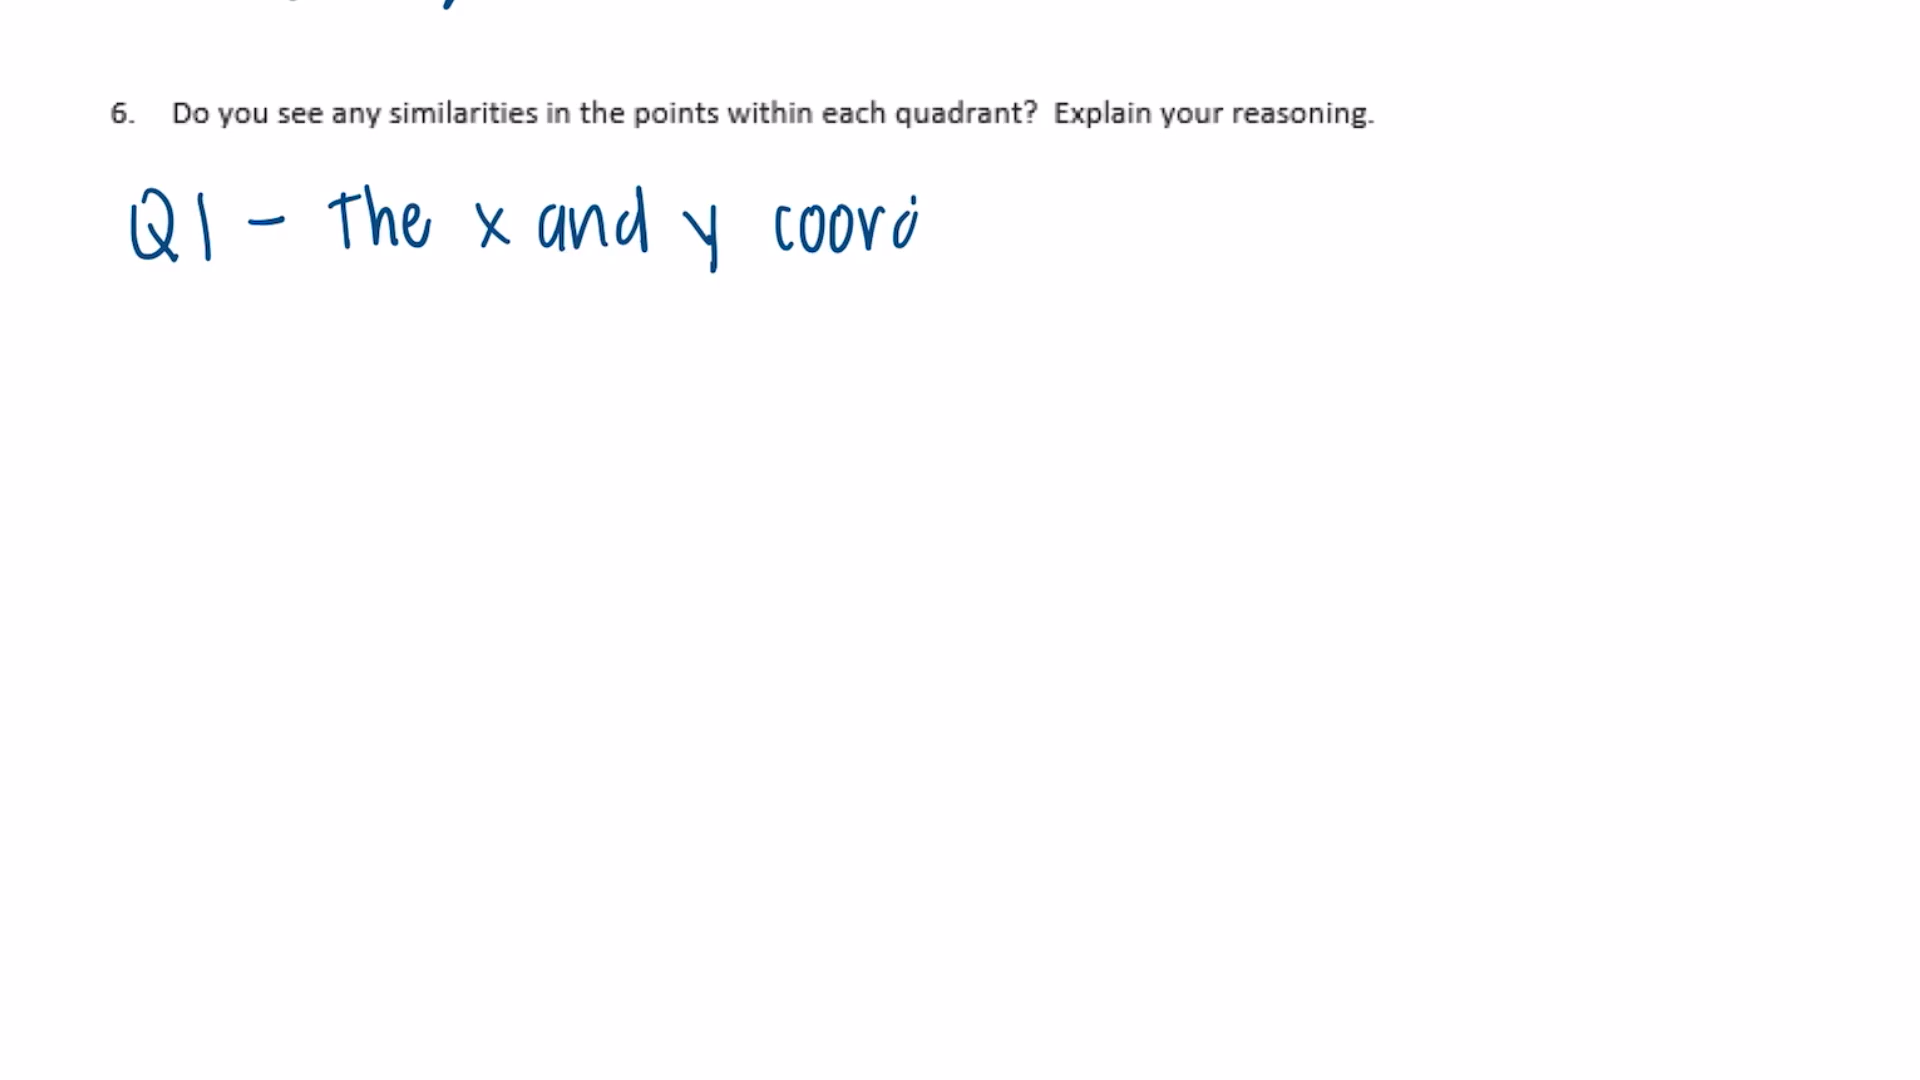 6. Do you see any similarities in the points within each quadrant? Explain your reasoning.
Q1 - The x and y coord